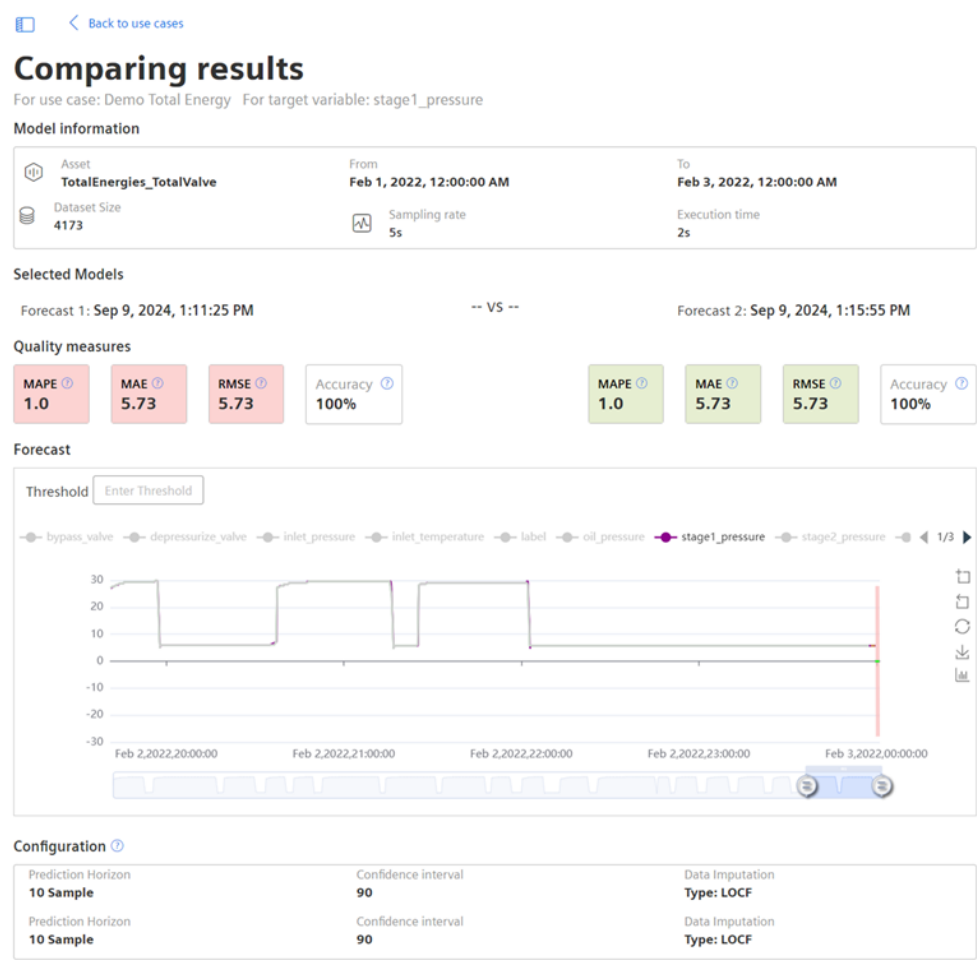 Back to use cases
Comparing results
For use case: Demo Total Energy For target variable: stage1_pressure
Model information
Asset From To
TotalEnergies_TotalValve Feb 1, 2022, 12:00:00 AM Feb 3, 2022, 12:00:00 AM
Dataset Size Sampling rate Execution time
4173 5s 2s
Selected Models
Forecast 1: Sep 9, 2024, 1:11:25 PM -- VS -- Forecast 2: Sep 9, 2024, 1:15:55 PM
Quality measures
MAPE MAE RMSE Accuracy MAPE MAE RMSE Accuracy
1.0 5.73 5.73 100% 1.0 5.73 5.73 100%
Forecast
Threshold Enter Threshold
bypass_valve depressurize_valve inlet_pressure inlet_temperature label oil_pressure stage1_pressure stage2_pressure 1/3
30
20
10
0
-10
-20
-30
Feb 2,2022,20:00:00 Feb 2,2022,21:00:00 Feb 2,2022,22:00:00 Feb 2,2022,23:00:00 Feb 3,2022,00:00:00
Configuration
Prediction Horizon Confidence interval Data Imputation
10 Sample 90 Type: LOCF
Prediction Horizon Confidence interval Data Imputation
10 Sample 90 Type: LOCF